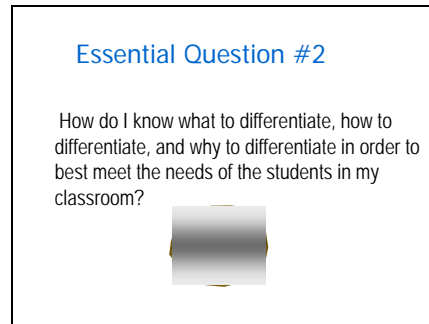 Essential Question #2
How do I know what to differentiate, how to
differentiate, and why to differentiate in order to
best meet the needs of the students in my
classroom?